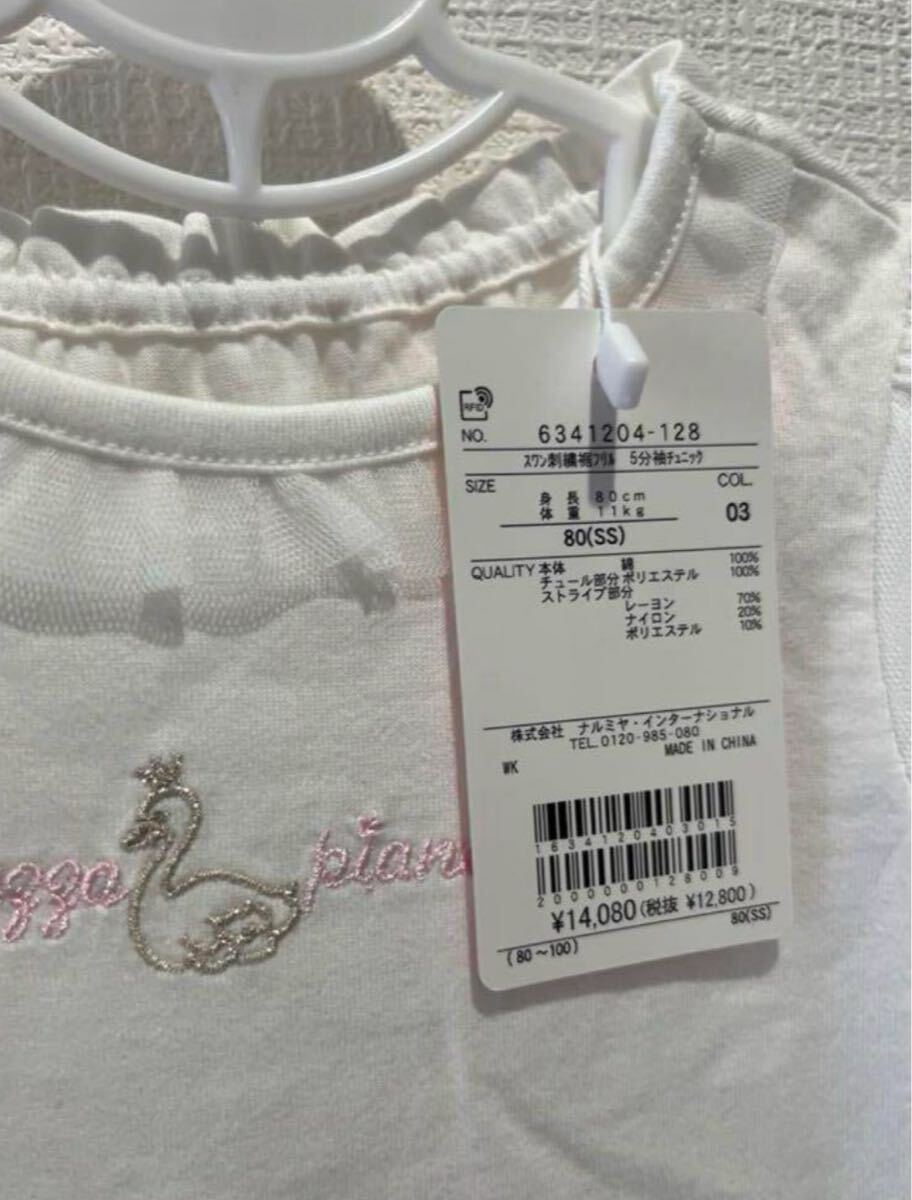 RFID
NO. 6341204-128
スワン刺繍裾フリル 5分袖チュニック
SIZE COL.
身長 80cm
体重 11kg
03
80(SS)
QUALITY 本体 綿 100%
チュール部分 ポリエステル 100%
ストライプ部分
レーヨン 70%
ナイロン 20%
ポリエステル 10%
株式会社 ナルミヤ・インターナショナル
TEL.0120-985-080
MADE IN CHINA
WK
1634120403015
2000000128009
¥14,080(税抜 ¥12,800)
80(SS)
(80～100)
zza pian